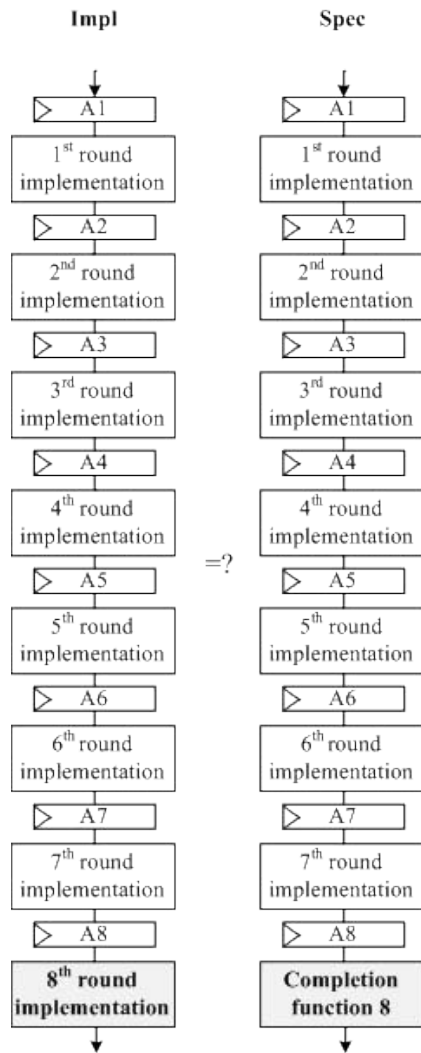 Impl
A1
1st round
implementation
A2
2nd round
implementation
A3
3rd round
implementation
A4
4th round
implementation
A5
5th round
implementation
A6
6th round
implementation
A7
7th round
implementation
A8
8th round
implementation
=?
Spec
A1
1st round
implementation
A2
2nd round
implementation
A3
3rd round
implementation
A4
4th round
implementation
A5
5th round
implementation
A6
6th round
implementation
A7
7th round
implementation
A8
Completion
function 8